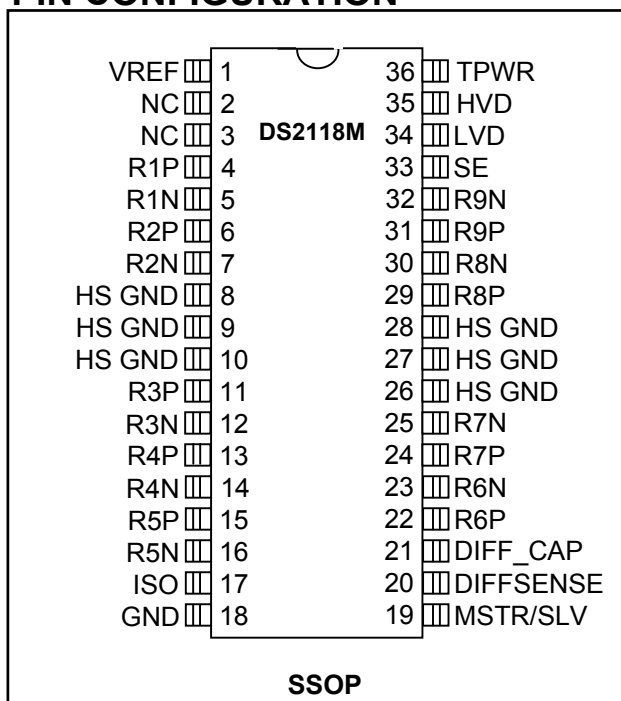 VREF 1 36 TPWR
NC 2 35 HVD
NC 3 DS2118M 34 LVD
R1P 4 33 SE
R1N 5 32 R9N
R2P 6 31 R9P
R2N 7 30 R8N
HS GND 8 29 R8P
HS GND 9 28 HS GND
HS GND 10 27 HS GND
R3P 11 26 HS GND
R3N 12 25 R7N
R4P 13 24 R7P
R4N 14 23 R6N
R5P 15 22 R6P
R5N 16 21 DIFF_CAP
ISO 17 20 DIFFSENSE
GND 18 19 MSTR/SLV
SSOP